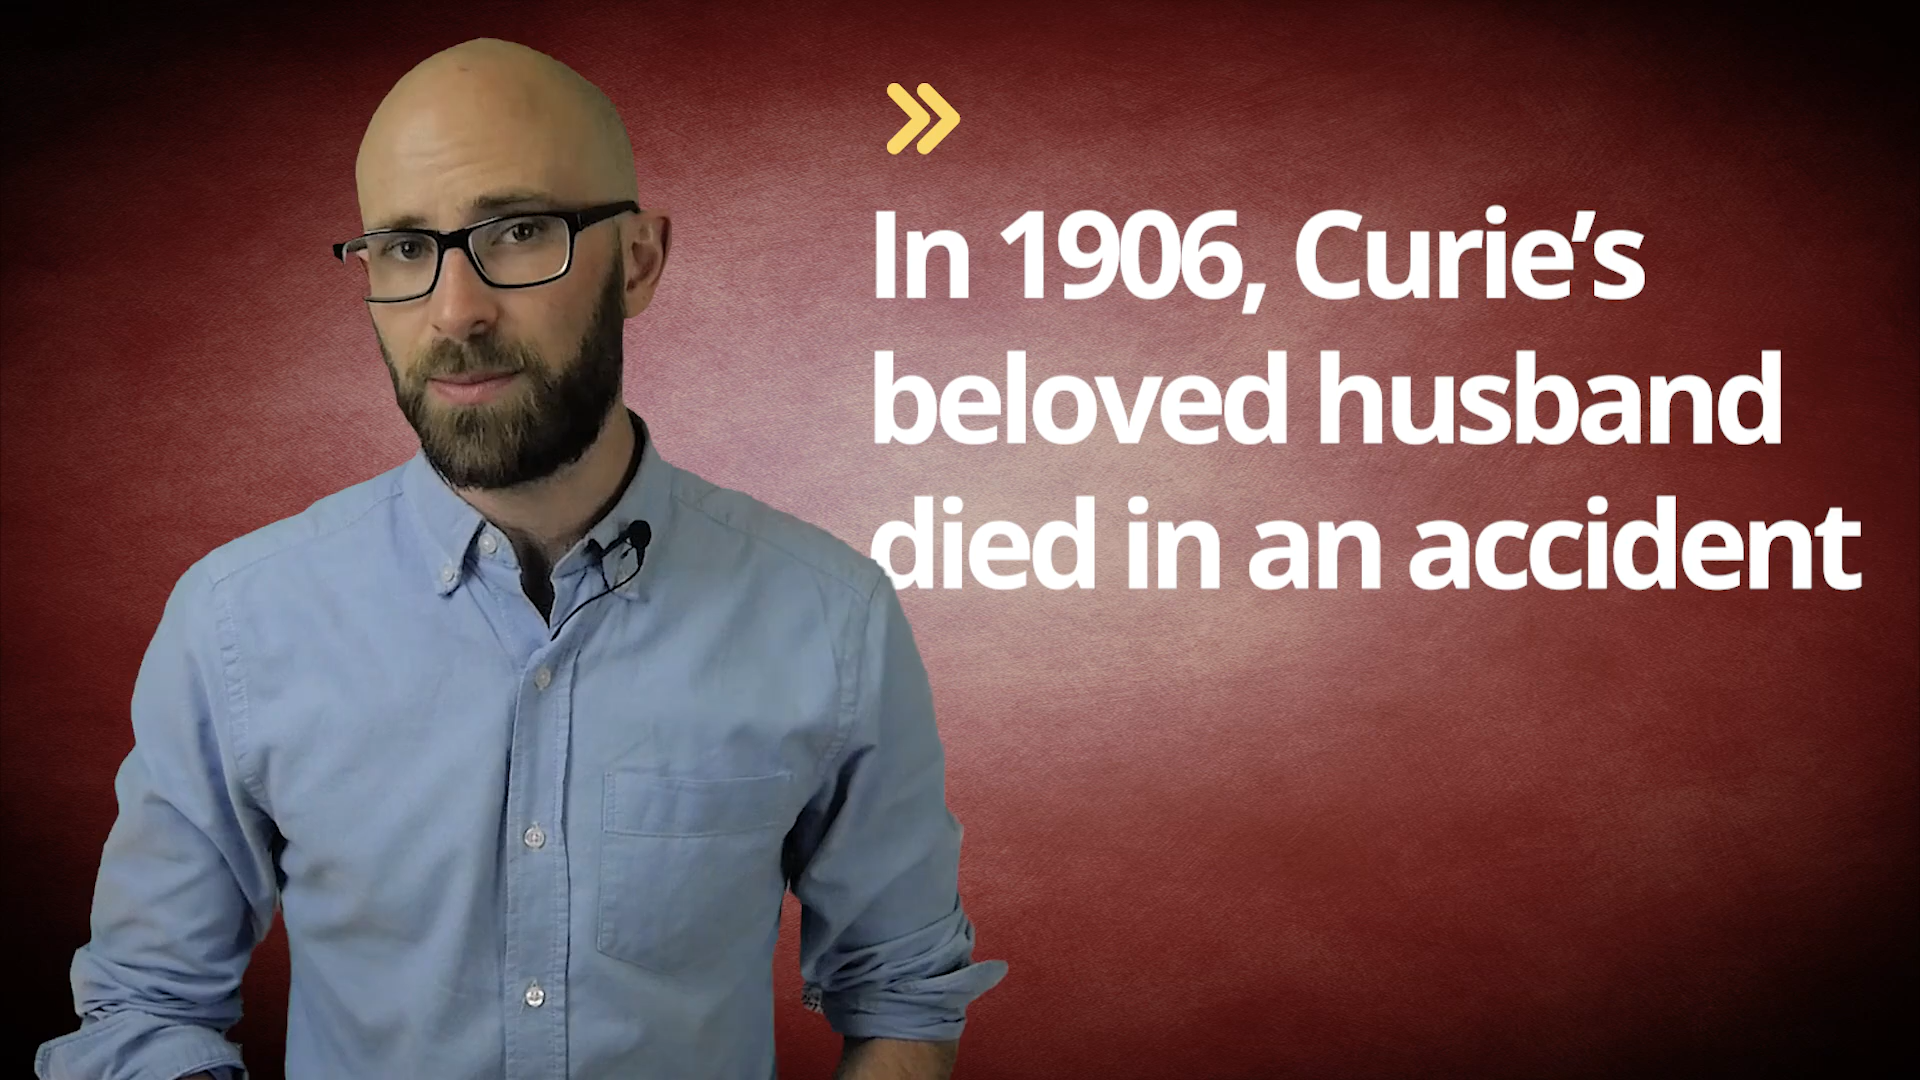 In 1906, Curie’s
beloved husband
died in an accident